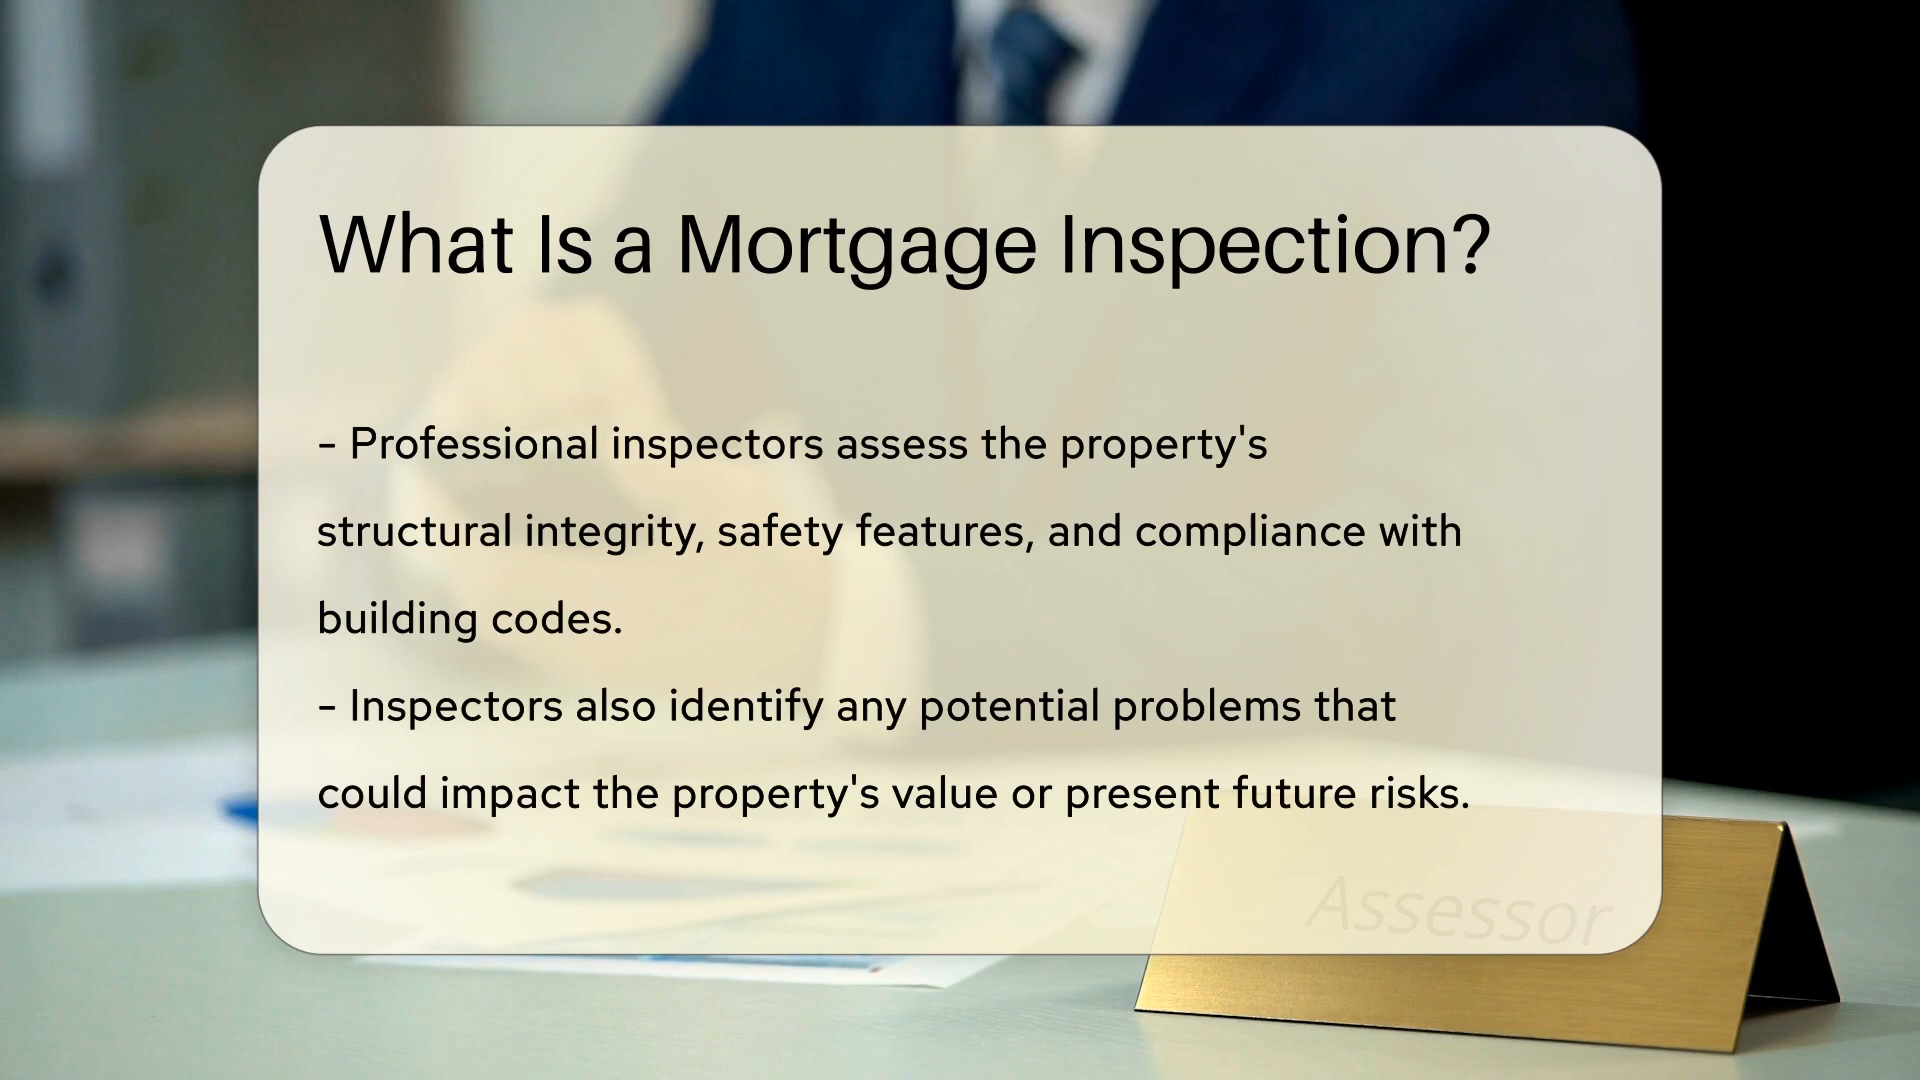 What Is a Mortgage Inspection?
- Professional inspectors assess the property's
structural integrity, safety features, and compliance with
building codes.
- Inspectors also identify any potential problems that
could impact the property's value or present future risks.
Assessor